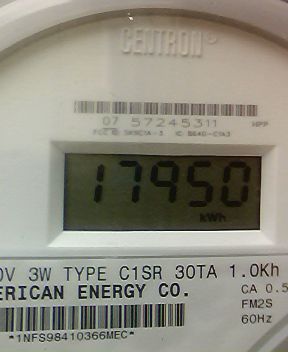 CENTRON®
07 57245311
HPP
17950
kWh
0V 3W TYPE C1SR 30TA 1.0Kh
ERICAN ENERGY CO.
CA 0.5
FM2S
60Hz
*1NFS98410366MEC*